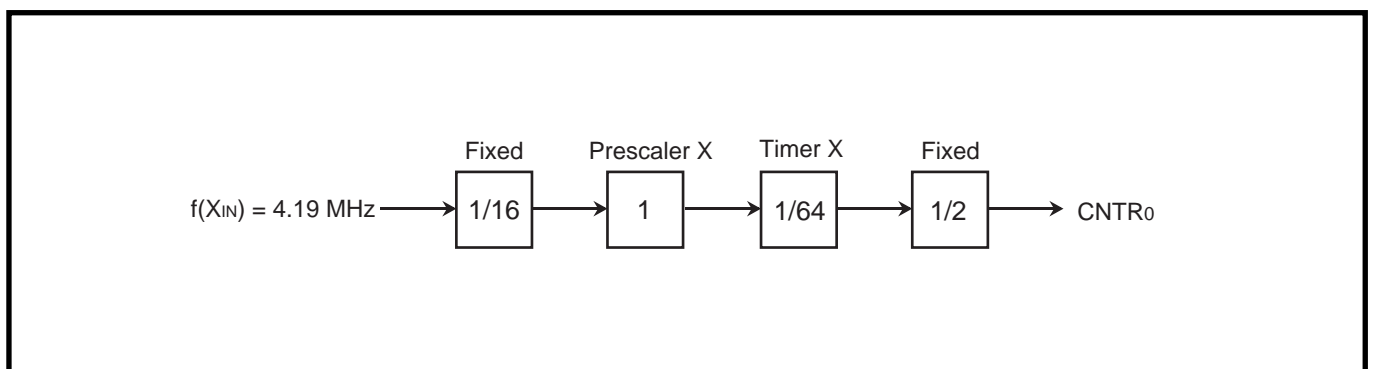 Fixed Prescaler X Timer X Fixed
f(XIN) = 4.19 MHz 1/16 1 1/64 1/2 CNTR0